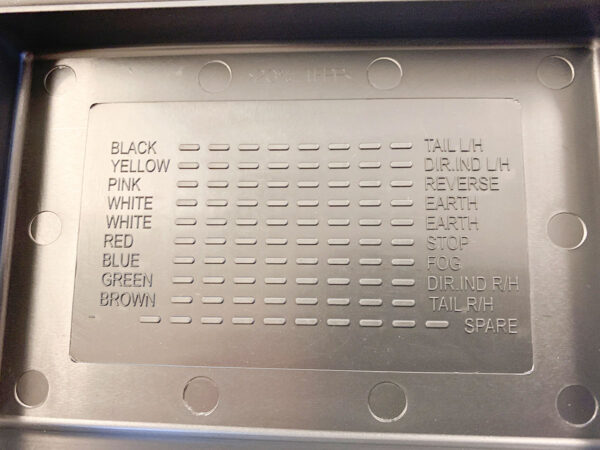 BLACK TAIL L/H
YELLOW DIR.IND L/H
PINK REVERSE
WHITE EARTH
WHITE EARTH
RED STOP
BLUE FOG
GREEN DIR.IND R/H
BROWN TAIL R/H
SPARE